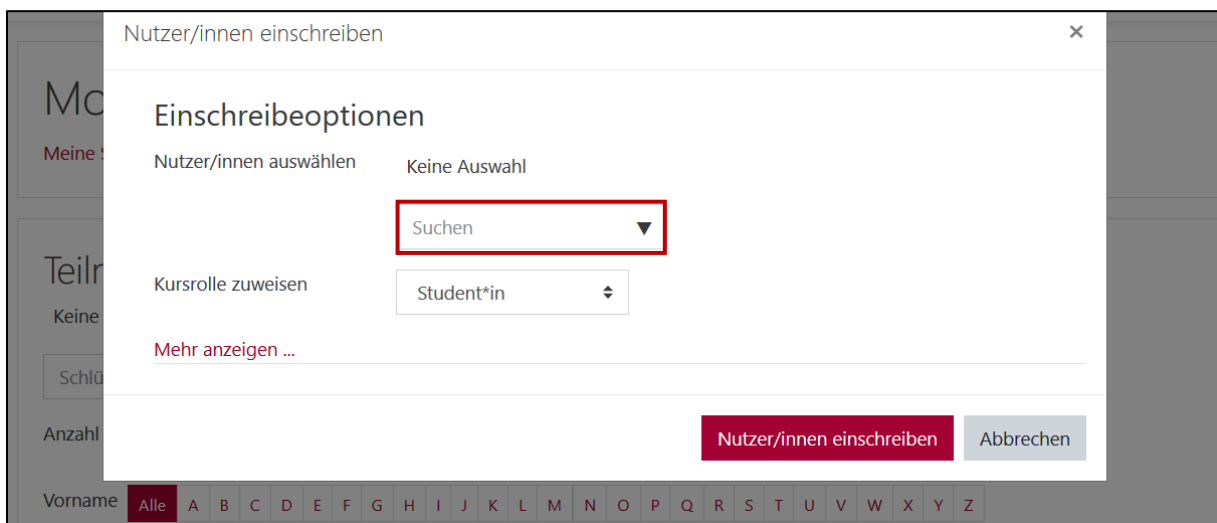 Nutzer/innen einschreiben ×
Mo
Meine S
Einschreibeoptionen
Nutzer/innen auswählen Keine Auswahl
Suchen ▼
Teilr
Kursrolle zuweisen Student*in
Keine
Mehr anzeigen ...
Schlü
Anzahl
Nutzer/innen einschreiben Abbrechen
Vorname Alle A B C D E F G H I J K L M N O P Q R S T U V W X Y Z